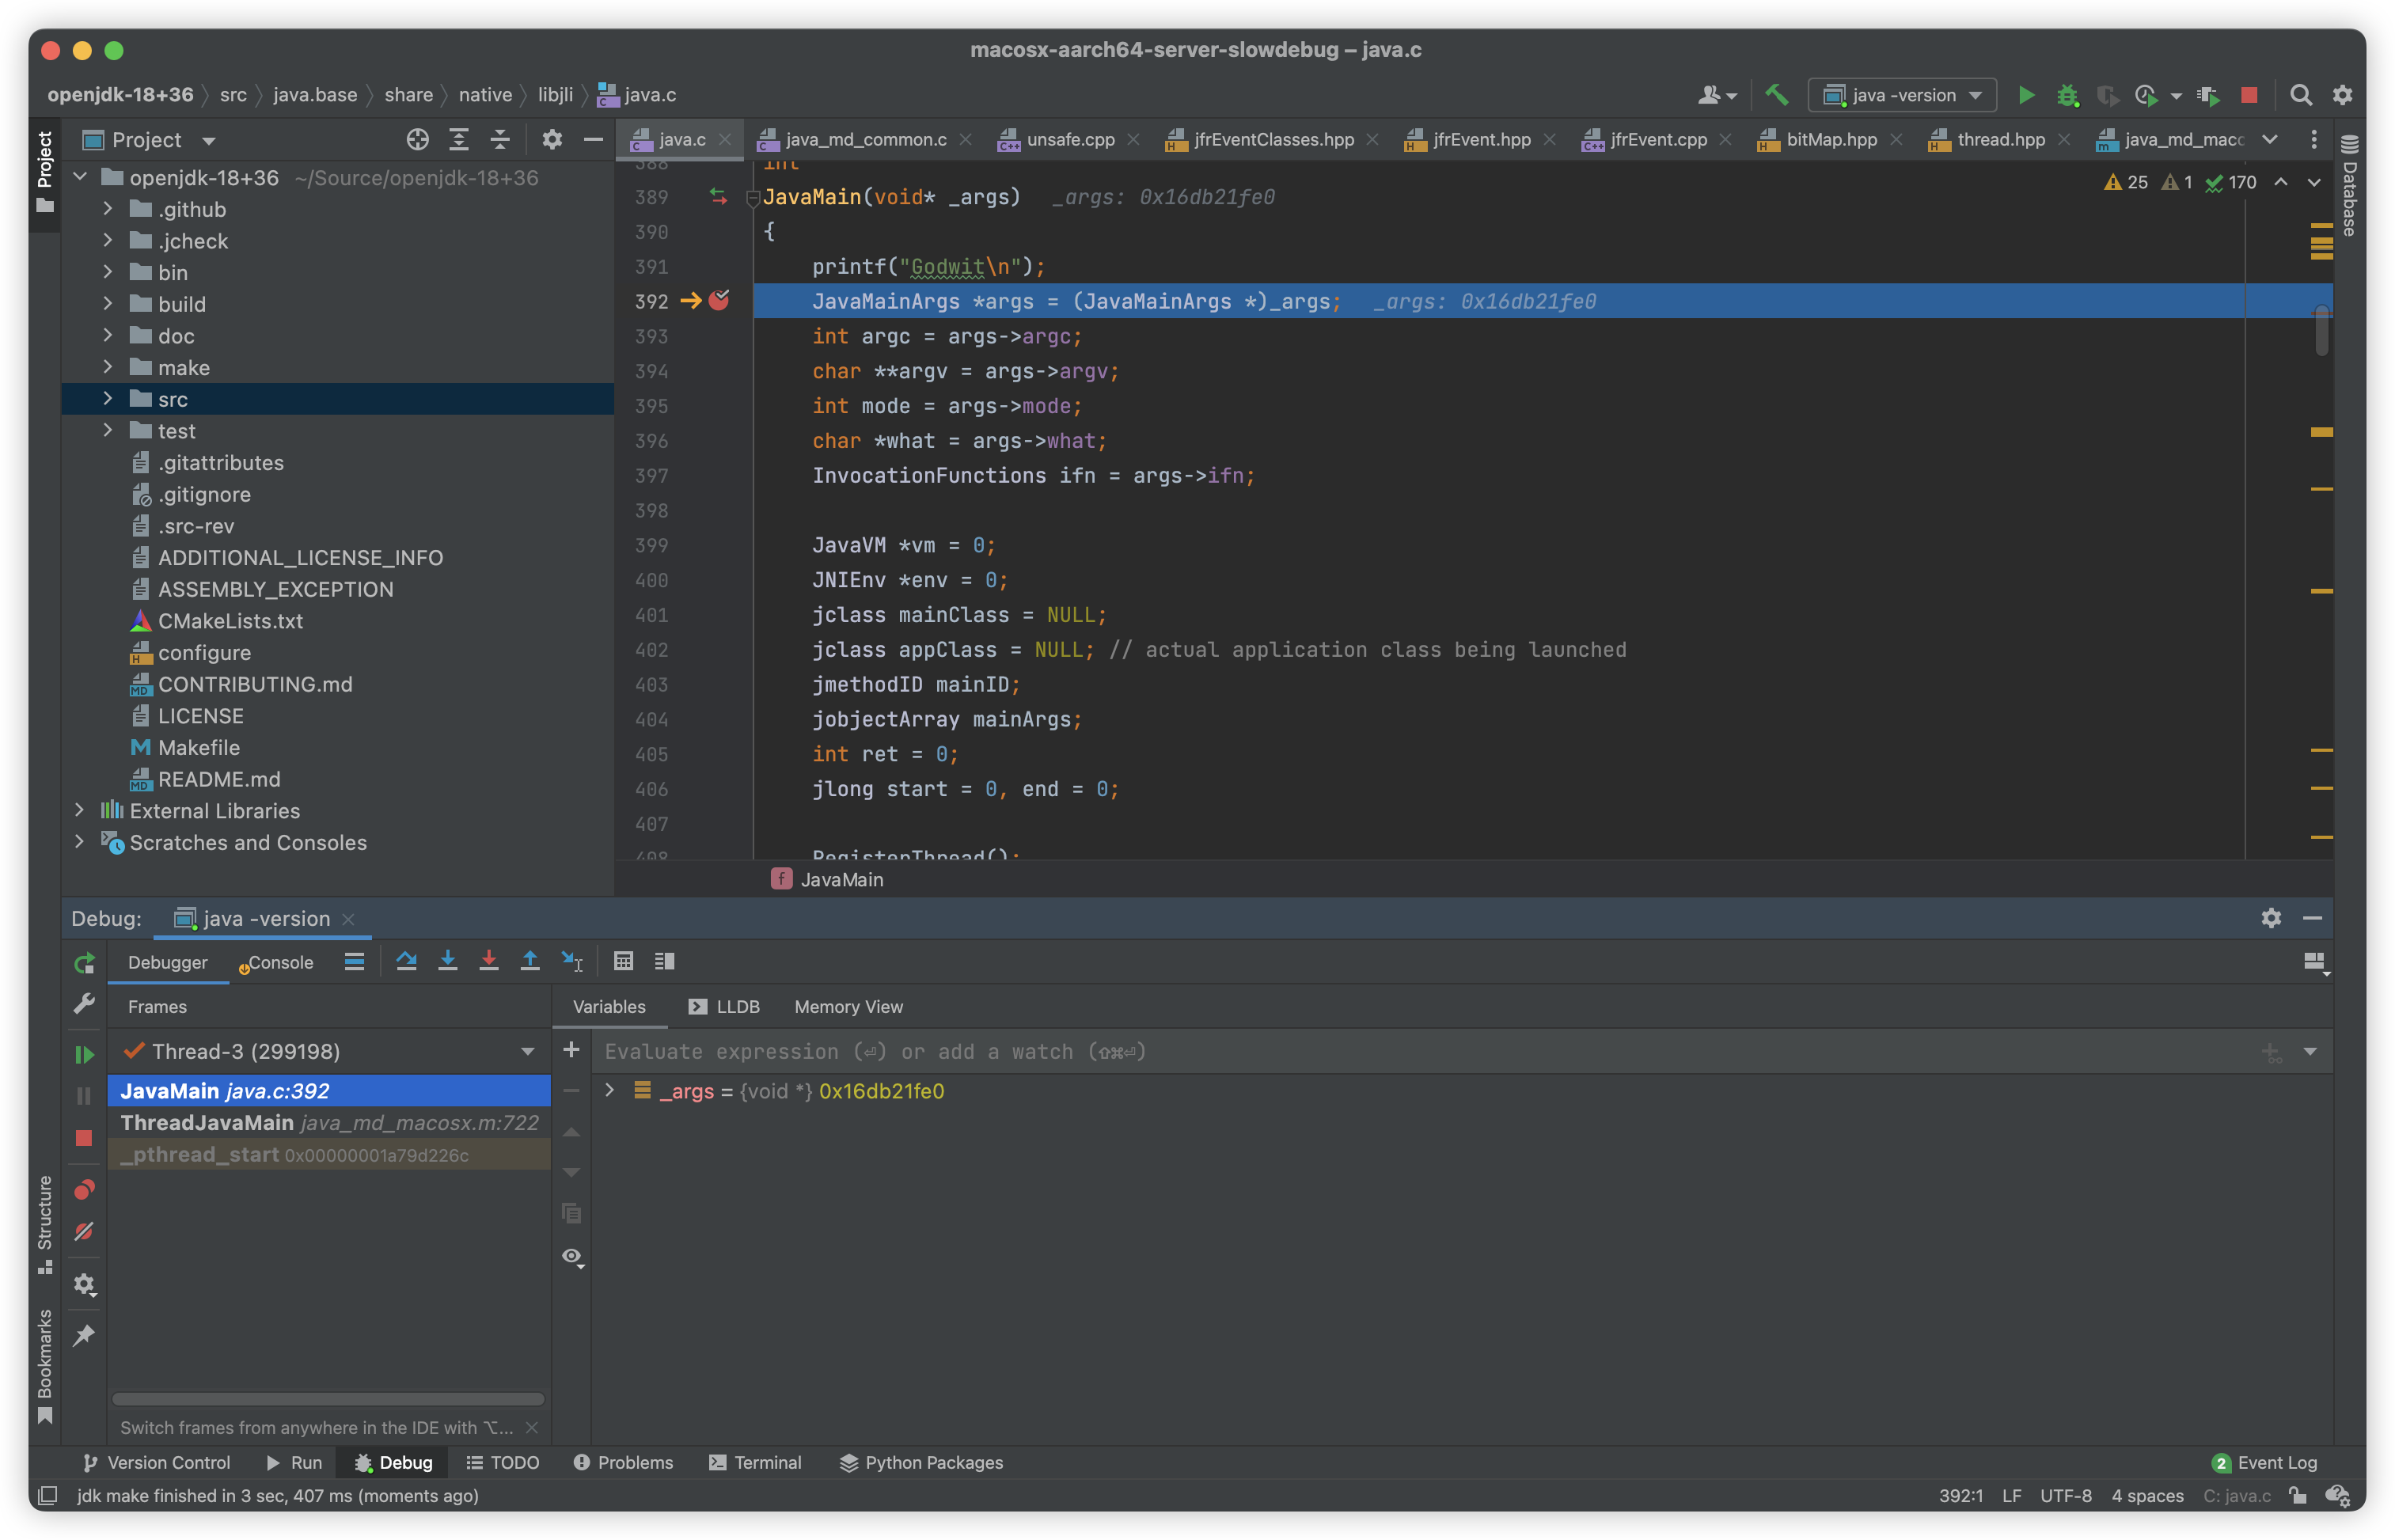 macosx-aarch64-server-slowdebug – java.c
openjdk-18+36 src java.base share native libjli java.c
java -version
Project
java.c java_md_common.c unsafe.cpp jfrEventClasses.hpp jfrEvent.hpp jfrEvent.cpp bitMap.hpp thread.hpp java_md_macc
Project
openjdk-18+36 ~/Source/openjdk-18+36
.github
.jcheck
bin
build
doc
make
src
test
.gitattributes
.gitignore
.src-rev
ADDITIONAL_LICENSE_INFO
ASSEMBLY_EXCEPTION
CMakeLists.txt
configure
CONTRIBUTING.md
LICENSE
Makefile
README.md
External Libraries
Scratches and Consoles
25 1 170
Database
388 int
389 JavaMain(void* _args) _args: 0x16db21fe0
390 {
391 printf("Godwit\n");
392 JavaMainArgs *args = (JavaMainArgs *)_args; _args: 0x16db21fe0
393 int argc = args->argc;
394 char **argv = args->argv;
395 int mode = args->mode;
396 char *what = args->what;
397 InvocationFunctions ifn = args->ifn;
398
399 JavaVM *vm = 0;
400 JNIEnv *env = 0;
401 jclass mainClass = NULL;
402 jclass appClass = NULL; // actual application class being launched
403 jmethodID mainID;
404 jobjectArray mainArgs;
405 int ret = 0;
406 jlong start = 0, end = 0;
407
408 RegisterThread();
f JavaMain
Debug: java -version
Debugger Console
Frames
Variables LLDB Memory View
Thread-3 (299198)
Evaluate expression (⏎) or add a watch (⇧⌘⏎)
JavaMain java.c:392
ThreadJavaMain java_md_macosx.m:722
_pthread_start 0x00000001a79d226c
_args = {void *} 0x16db21fe0
Structure
Bookmarks
Switch frames from anywhere in the IDE with ⌥...
Version Control Run Debug TODO Problems Terminal Python Packages 2 Event Log
jdk make finished in 3 sec, 407 ms (moments ago)
392:1 LF UTF-8 4 spaces C: java.c